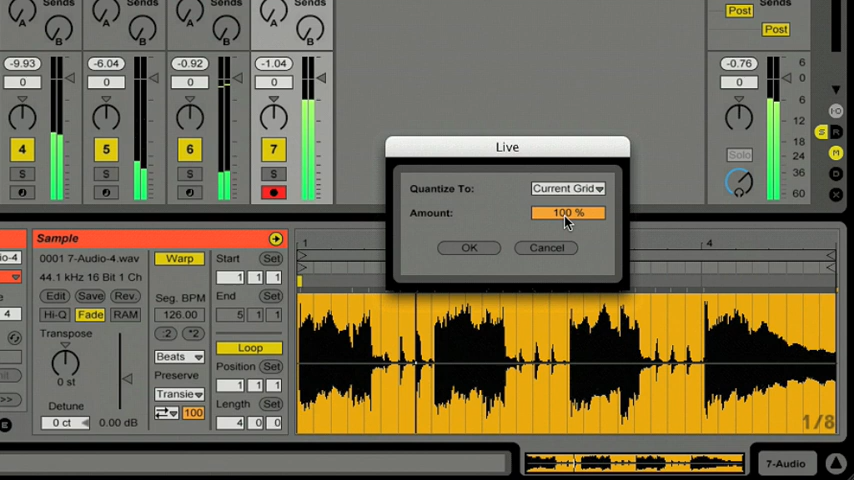 Sends
Sends
Sends
Sends
Sends
Post
Post
A
B
A
B
A
B
A
B
-9.93
-6.04
-0.92
-1.04
-0.76
0
0
0
0
0
6
0
6
12
18
24
36
60
4
5
6
7
Solo
S
S
S
S
I·O
S
R
M
D
X
Live
Quantize To:
Current Grid
Amount:
100 %
OK
Cancel
Sample
0001 7-Audio-4.wav
44.1 kHz 16 Bit 1 Ch
Edit
Save
Rev.
Hi-Q
Fade
RAM
Transpose
0 st
Detune
0 ct
0.00 dB
Warp
Seg. BPM
126.00
:2
*2
Beats
Preserve
Transie
100
Start
Set
1
1
1
End
Set
5
1
1
Loop
Position
Set
1
1
1
Length
Set
4
0
0
1
4
1/8
7-Audio